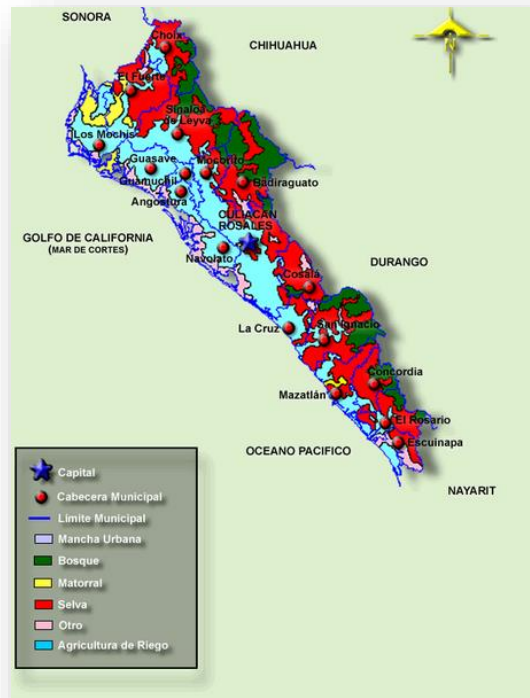 SONORA
CHIHUAHUA
N
Choix
El Fuerte
Sinaloa
de Leyva
Los Mochis
Guasave
Mocorito
Guamuchil
Badiraguato
Angostura
CULIACAN
ROSALES
GOLFO DE CALIFORNIA
(MAR DE CORTES)
Navolato
DURANGO
Cosalá
La Cruz
San Ignacio
Concordia
Mazatlán
El Rosario
Escuinapa
OCEANO PACIFICO
NAYARIT
Capital
Cabecera Municipal
Límite Municipal
Mancha Urbana
Bosque
Matorral
Selva
Otro
Agricultura de Riego